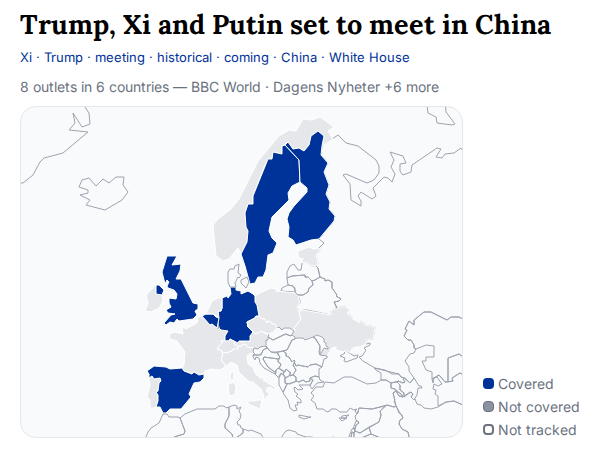 Trump, Xi and Putin set to meet in China
Xi · Trump · meeting · historical · coming · China · White House
8 outlets in 6 countries — BBC World · Dagens Nyheter +6 more
Covered
Not covered
Not tracked